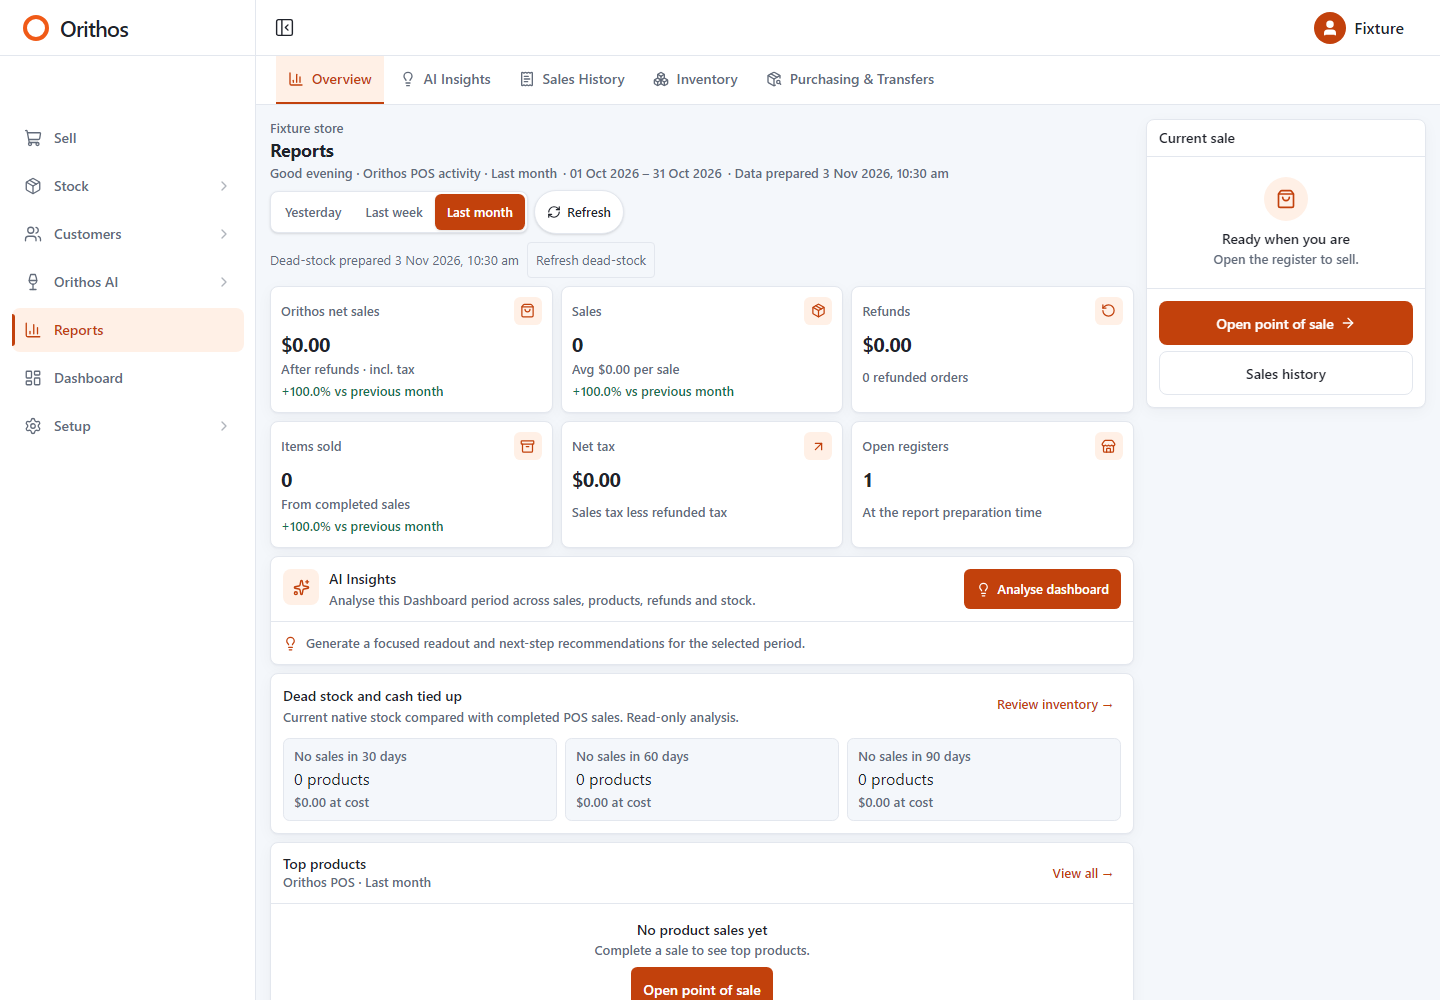 Orithos
Fixture
Overview
AI Insights
Sales History
Inventory
Purchasing & Transfers
Sell
Stock
Customers
Orithos AI
Reports
Dashboard
Setup
Fixture store
Reports
Good evening · Orithos POS activity · Last month · 01 Oct 2026 – 31 Oct 2026 · Data prepared 3 Nov 2026, 10:30 am
Yesterday
Last week
Last month
Refresh
Dead-stock prepared 3 Nov 2026, 10:30 am
Refresh dead-stock
Orithos net sales
$0.00
After refunds · incl. tax
+100.0% vs previous month
Sales
0
Avg $0.00 per sale
+100.0% vs previous month
Refunds
$0.00
0 refunded orders
Items sold
0
From completed sales
+100.0% vs previous month
Net tax
$0.00
Sales tax less refunded tax
Open registers
1
At the report preparation time
AI Insights
Analyse this Dashboard period across sales, products, refunds and stock.
Analyse dashboard
Generate a focused readout and next-step recommendations for the selected period.
Dead stock and cash tied up
Current native stock compared with completed POS sales. Read-only analysis.
Review inventory →
No sales in 30 days
0 products
$0.00 at cost
No sales in 60 days
0 products
$0.00 at cost
No sales in 90 days
0 products
$0.00 at cost
Top products
Orithos POS · Last month
View all →
No product sales yet
Complete a sale to see top products.
Open point of sale
Current sale
Ready when you are
Open the register to sell.
Open point of sale →
Sales history